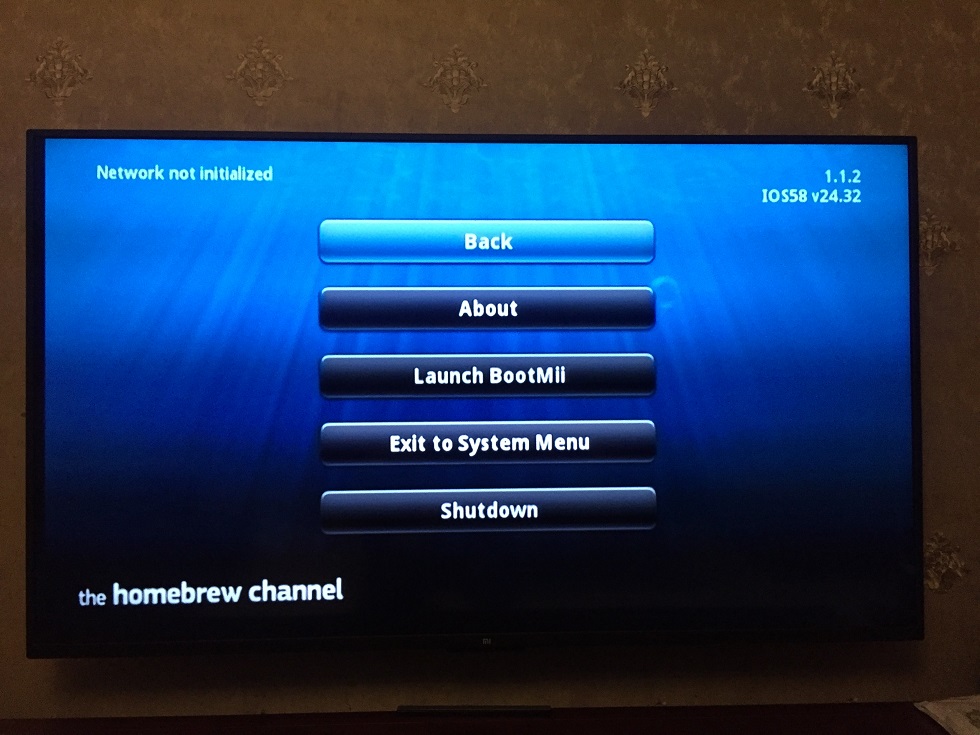 Network not initialized
1.1.2
IOS58 v24.32
Back
About
Launch BootMii
Exit to System Menu
Shutdown
the homebrew channel
mi